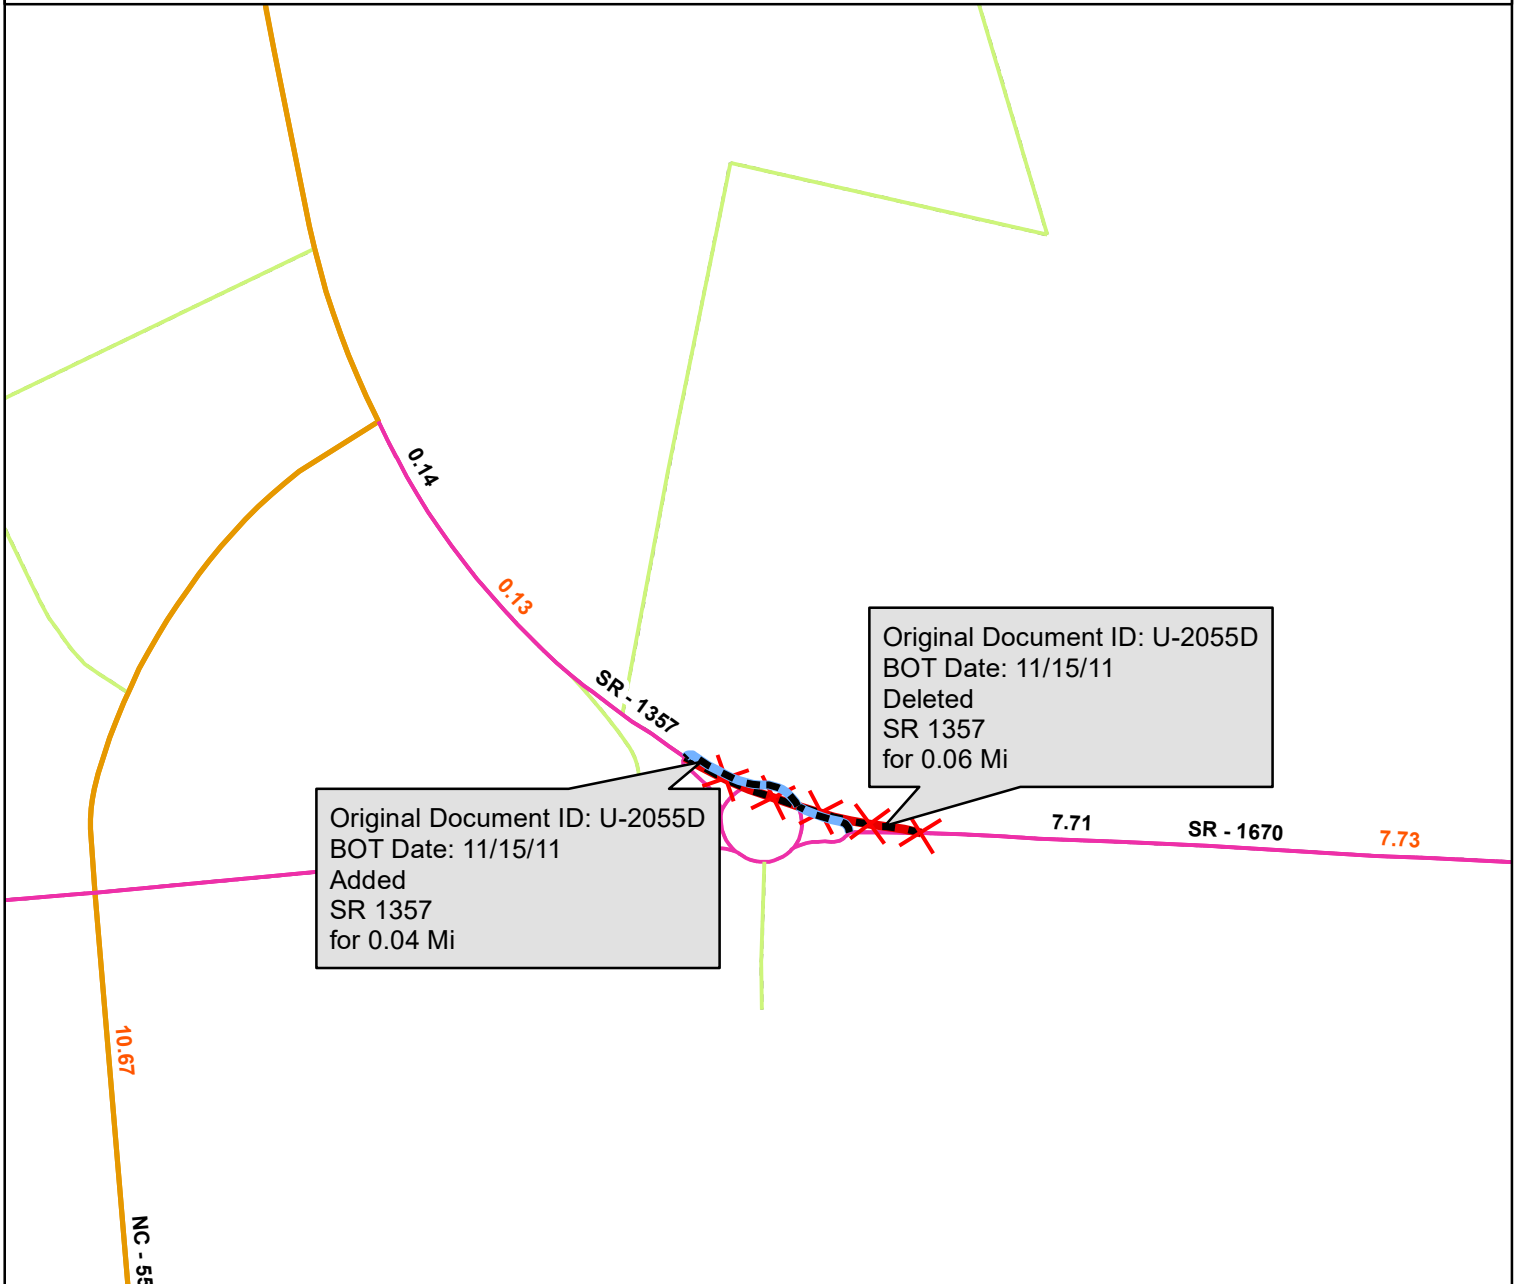 0.14
0.13
SR - 1357
Original Document ID: U-2055D
BOT Date: 11/15/11
Deleted
SR 1357
for 0.06 Mi
Original Document ID: U-2055D
BOT Date: 11/15/11
Added
SR 1357
for 0.04 Mi
7.71
SR - 1670
7.73
10.67
NC - 55